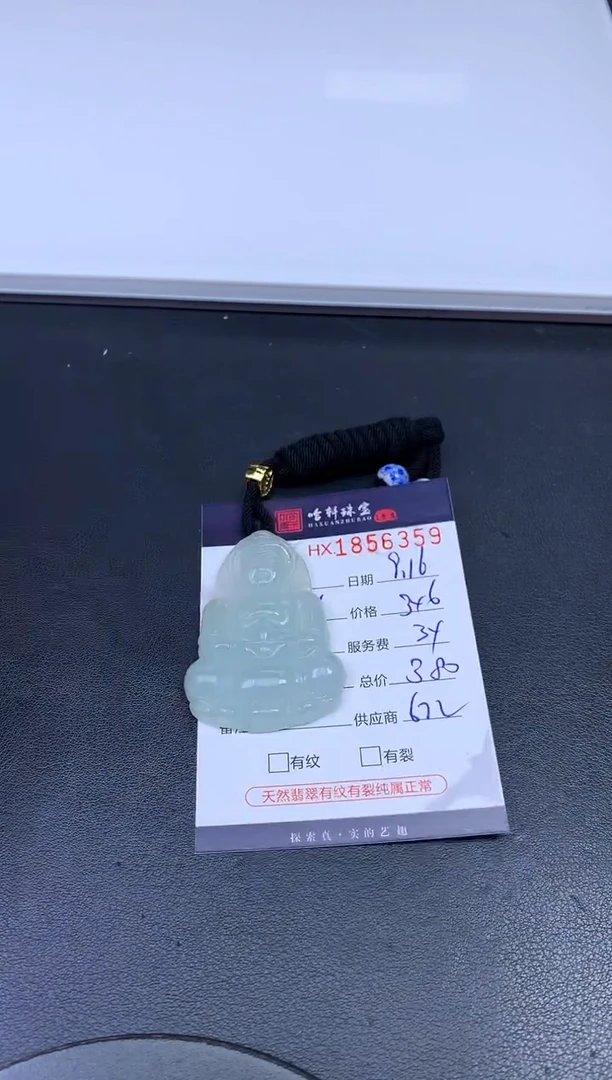 哈轩珠宝
HAXUANZHUBAO
HX1856359
日期 9.16
价格 346
服务费 34
总价 380
供应商 672
有纹 有裂
天然翡翠有纹有裂纯属正常
探索真·实的艺趣